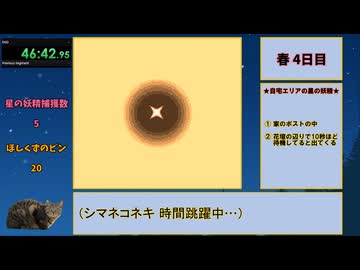 END
46:42.95
Previous Segment
春 4日目
★自宅エリアの星の妖精★
① 家のポストの中
② 花壇の辺りで10秒ほど
待機してると出てくる
星の妖精捕獲数
5
ほしくずのビン
20
(シマネコネキ 時間跳躍中…)